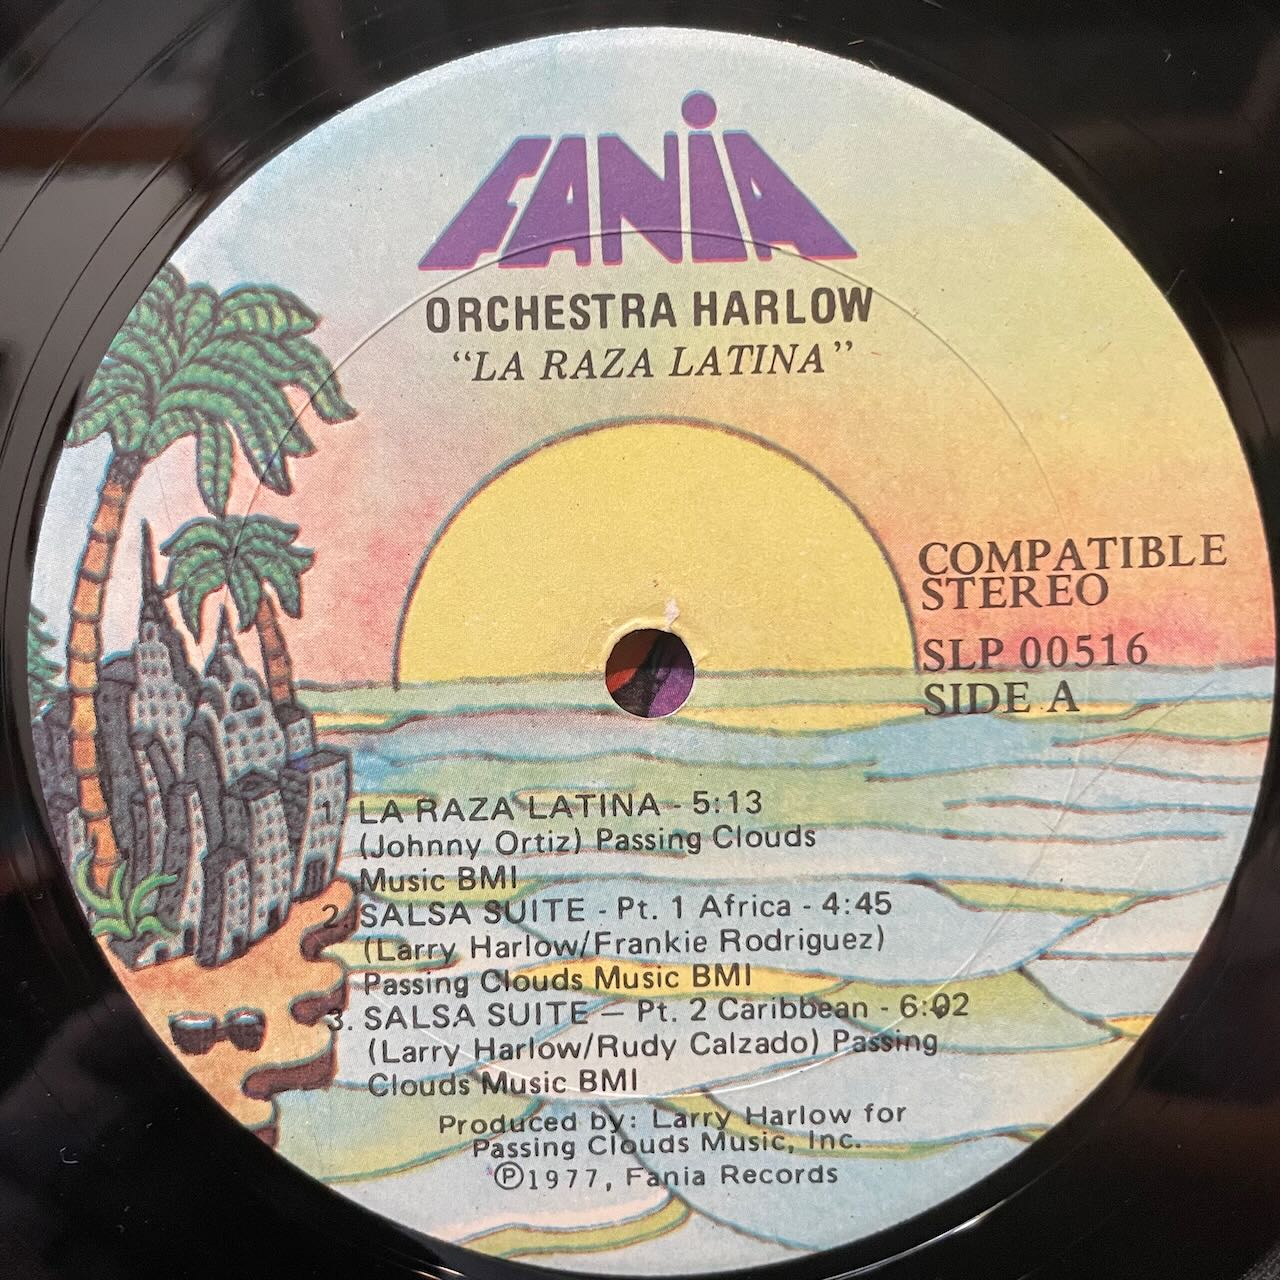 FANiA
ORCHESTRA HARLOW
“LA RAZA LATINA”
COMPATIBLE
STEREO
SLP 00516
SIDE A
1. LA RAZA LATINA - 5:13
(Johnny Ortiz) Passing Clouds
Music BMI
2. SALSA SUITE - Pt. 1 Africa - 4:45
(Larry Harlow/Frankie Rodriguez)
Passing Clouds Music BMI
3. SALSA SUITE — Pt. 2 Caribbean - 6:02
(Larry Harlow/Rudy Calzado) Passing
Clouds Music BMI
Produced by: Larry Harlow for
Passing Clouds Music, Inc.
Ⓟ1977, Fania Records